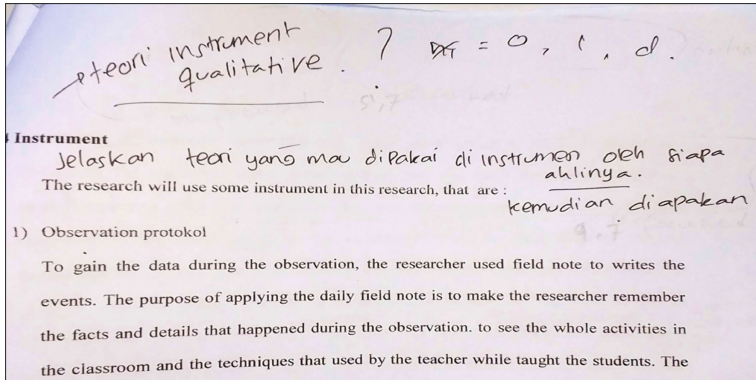 → teori instrument
qualitative. ? = o, i, d.
4 Instrument
Jelaskan teori yang mau dipakai di instrumen oleh siapa
ahlinya.
The research will use some instrument in this research, that are :
kemudian diapakan
1) Observation protokol
To gain the data during the observation, the researcher used field note to writes the
events. The purpose of applying the daily field note is to make the researcher remember
the facts and details that happened during the observation. to see the whole activities in
the classroom and the techniques that used by the teacher while taught the students. The